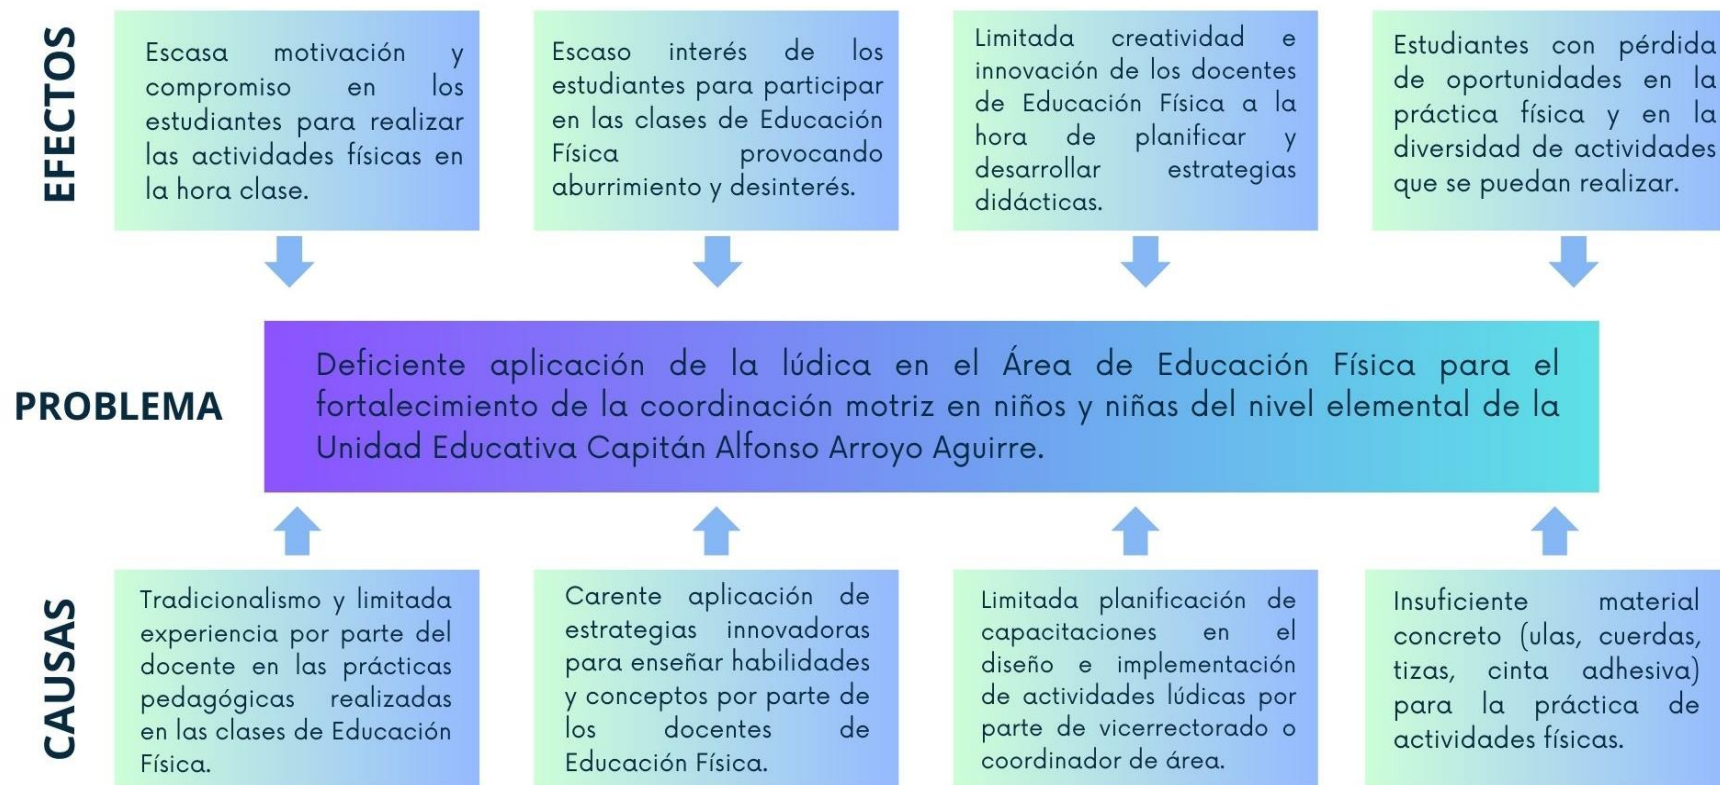 EFECTOS
Escasa motivación y
compromiso en los
estudiantes para realizar
las actividades físicas en
la hora clase.
Escaso interés de los
estudiantes para participar
en las clases de Educación
Física provocando
aburrimiento y desinterés.
Limitada creatividad e
innovación de los docentes
de Educación Física a la
hora de planificar y
desarrollar estrategias
didácticas.
Estudiantes con pérdida
de oportunidades en la
práctica física y en la
diversidad de actividades
que se puedan realizar.
PROBLEMA
Deficiente aplicación de la lúdica en el Área de Educación Física para el
fortalecimiento de la coordinación motriz en niños y niñas del nivel elemental de la
Unidad Educativa Capitán Alfonso Arroyo Aguirre.
CAUSAS
Tradicionalismo y limitada
experiencia por parte del
docente en las prácticas
pedagógicas realizadas
en las clases de Educación
Física.
Carente aplicación de
estrategias innovadoras
para enseñar habilidades
y conceptos por parte de
los docentes de
Educación Física.
Limitada planificación de
capacitaciones en el
diseño e implementación
de actividades lúdicas por
parte de vicerrectorado o
coordinador de área.
Insuficiente material
concreto (ulas, cuerdas,
tizas, cinta adhesiva)
para la práctica de
actividades físicas.